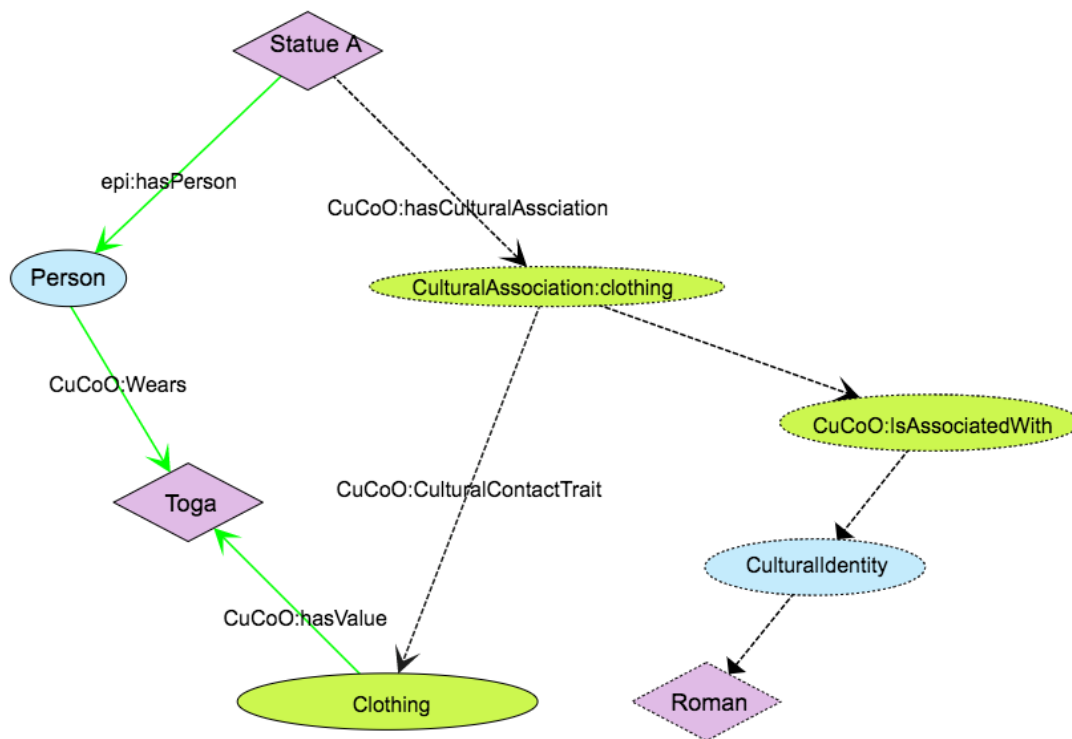 Statue A
epi:hasPerson
CuCoO:hasCulturalAssciation
Person
CulturalAssociation:clothing
CuCoO:Wears
CuCoO:IsAssociatedWith
CuCoO:CulturalContactTrait
Toga
CulturalIdentity
CuCoO:hasValue
Clothing
Roman